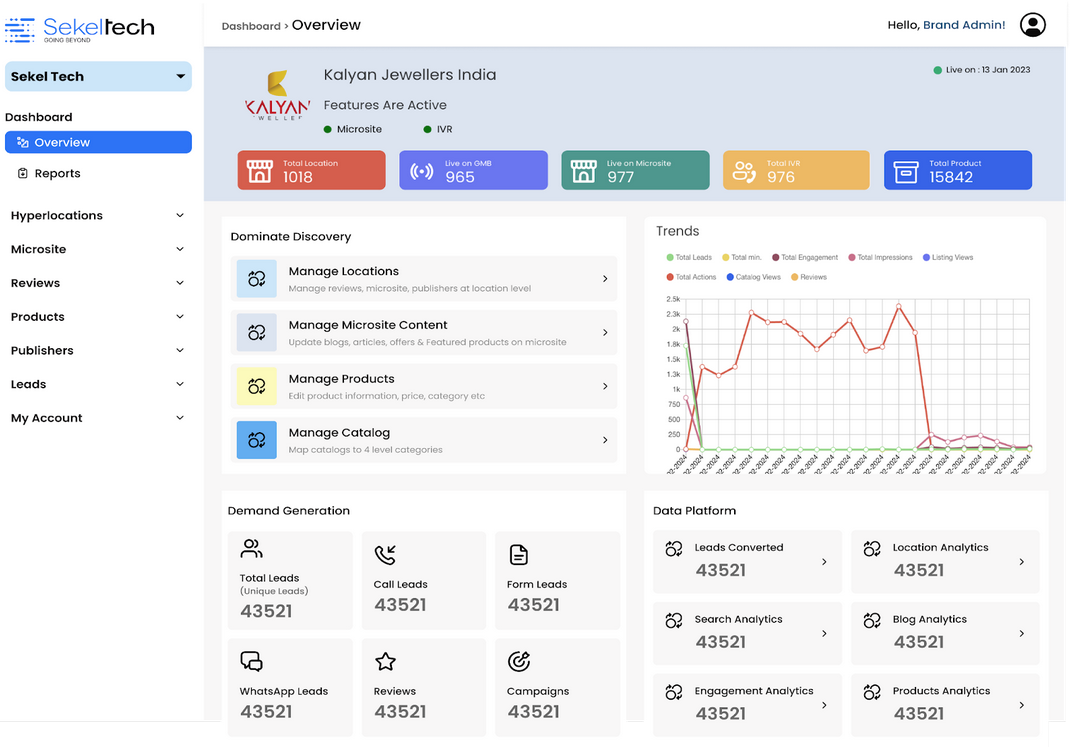 SekelTech
GOING BEYOND
Dashboard > Overview
Hello, Brand Admin!
Sekel Tech
Dashboard
Overview
Reports
Hyperlocations
Microsite
Reviews
Products
Publishers
Leads
My Account
KALYAN
Kalyan Jewellers India
Features Are Active
Microsite
IVR
Live on : 13 Jan 2023
Total Location
1018
Live on GMB
965
Live on Microsite
977
Total IVR
976
Total Product
15842
Dominate Discovery
Manage Locations
Manage reviews, microsite, publishers at location level
Manage Microsite Content
Update blogs, articles, offers & Featured products on microsite
Manage Products
Edit product information, price, category etc
Manage Catalog
Map catalogs to 4 level categories
Trends
Total Leads
Total min.
Total Engagement
Total Impressions
Listing Views
Total Actions
Catalog Views
Reviews
2.5k
2.3k
2k
1.8k
1.5k
1.3k
1k
750
500
250
0
Demand Generation
Total Leads
(Unique Leads)
43521
Call Leads
43521
Form Leads
43521
WhatsApp Leads
43521
Reviews
43521
Campaigns
43521
Data Platform
Leads Converted
43521
Location Analytics
43521
Search Analytics
43521
Blog Analytics
43521
Engagement Analytics
43521
Products Analytics
43521